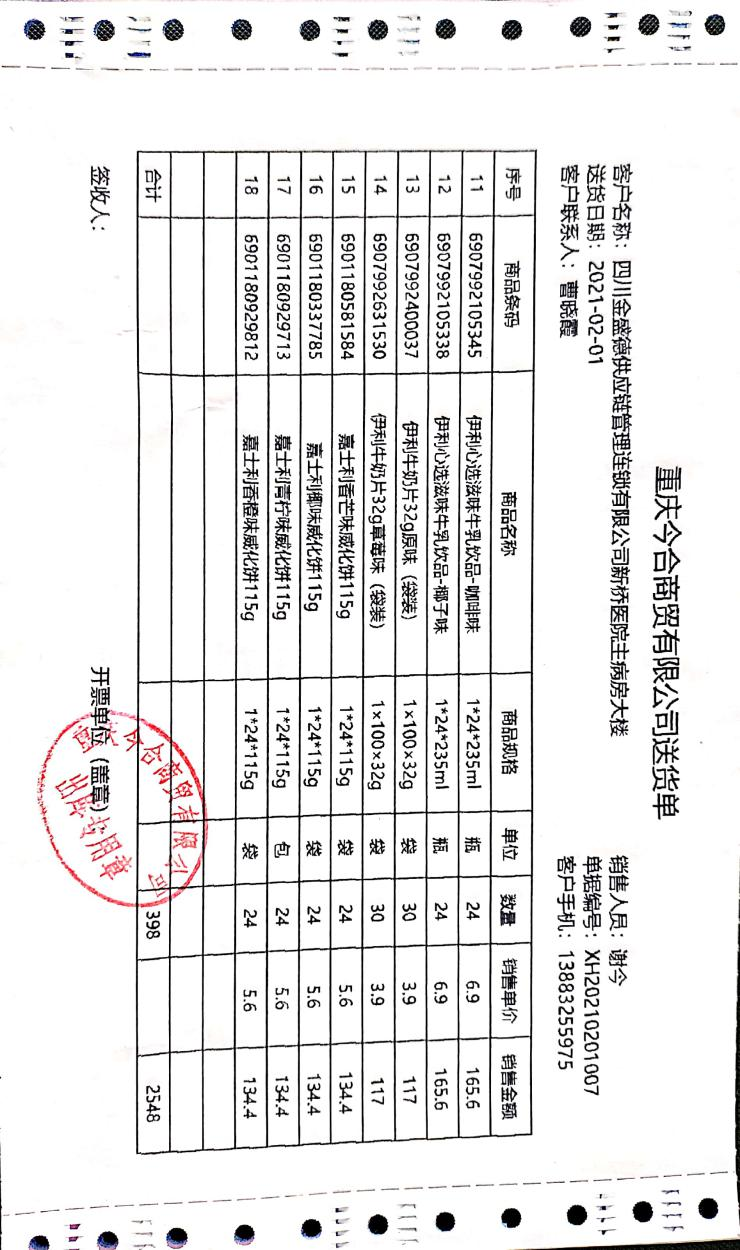 重庆今合商贸有限公司送货单
客户名称：四川金盛德供应链管理连锁有限公司新桥医院主病房大楼 销售人员：谢今
送货日期：2021-02-01 单据编号：XH20210201007
客户联系人：曹晓霞 客户手机：13883255975
序号 商品条码 商品名称 商品规格 单位 数量 销售单价 销售金额
11 6907992105345 伊利心选滋味牛乳饮品-咖啡味 1*24*235ml 瓶 24 6.9 165.6
12 6907992105338 伊利心选滋味牛乳饮品-椰子味 1*24*235ml 瓶 24 6.9 165.6
13 6907992400037 伊利牛奶片32g原味（袋装） 1×100×32g 袋 30 3.9 117
14 6907992631530 伊利牛奶片32g草莓味（袋装） 1×100×32g 袋 30 3.9 117
15 6901180581584 嘉士利香芒味威化饼115g 1*24*115g 袋 24 5.6 134.4
16 6901180337785 嘉士利椰味威化饼115g 1*24*115g 袋 24 5.6 134.4
17 6901180929713 嘉士利青柠味威化饼115g 1*24*115g 包 24 5.6 134.4
18 6901180929812 嘉士利香橙味威化饼115g 1*24*115g 袋 24 5.6 134.4
合计 398 2548
签收人： 开票单位（盖章）
重庆今合商贸有限公司
出库专用章